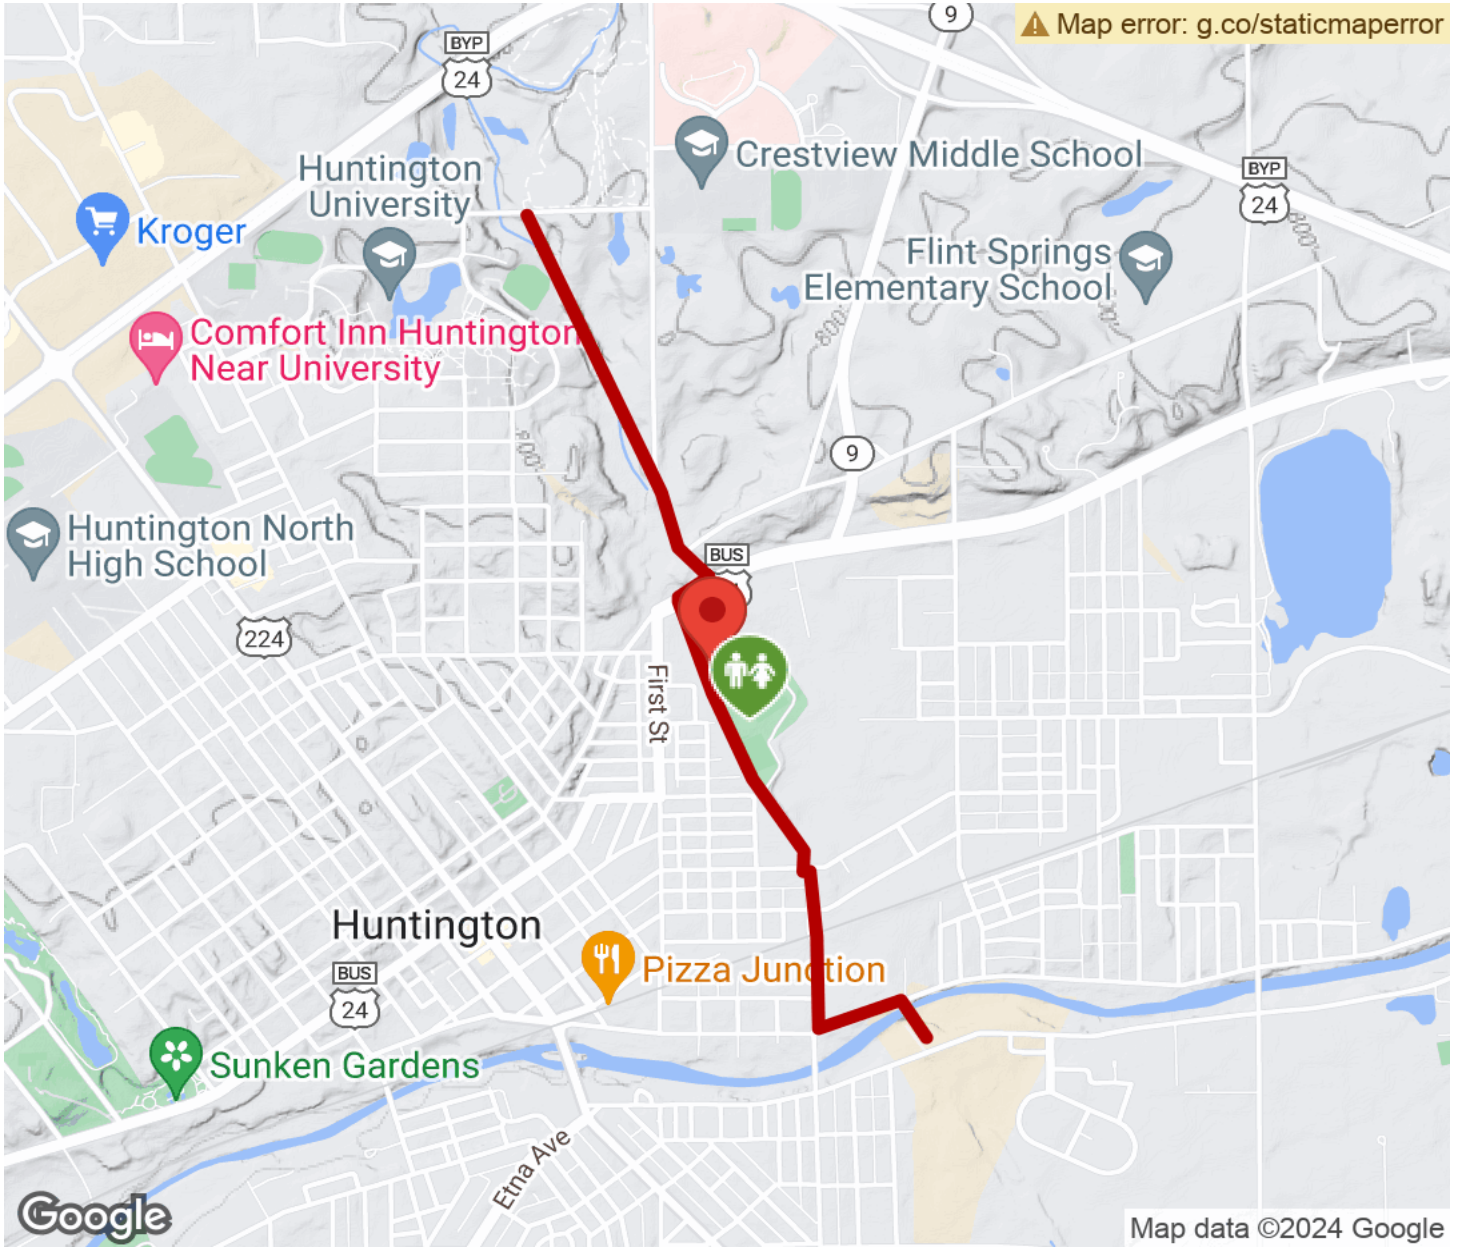 9
Map error: g.co/staticmaperror
BYP
24
Huntington
University
Crestview Middle School
BYP
24
800'
Kroger
Flint Springs
Elementary School
800'
Comfort Inn Huntington
Near University
800'
9
Huntington North
High School
BUS
224
First St
Huntington
BUS
24
Pizza Junction
Sunken Gardens
Etna Ave
Google
Map data ©2024 Google